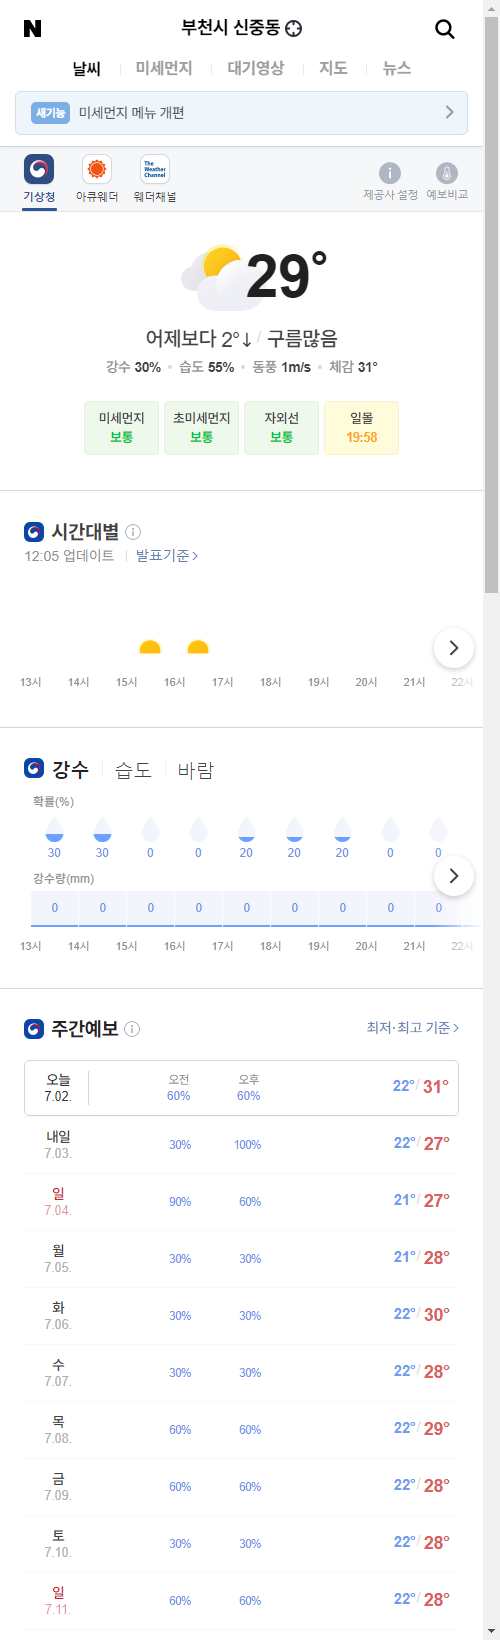 N
부천시 신중동
날씨 미세먼지 대기영상 지도 뉴스
새기능 미세먼지 메뉴 개편
The Weather Channel
기상청 아큐웨더 웨더채널 제공사 설정 예보비교
29°
어제보다 2°↓ / 구름많음
강수 30% 습도 55% 동풍 1m/s 체감 31°
미세먼지 초미세먼지 자외선 일몰
보통 보통 보통 19:58
시간대별
12:05 업데이트 발표기준
13시 14시 15시 16시 17시 18시 19시 20시 21시 22시
강수 습도 바람
확률(%)
30 30 0 0 20 20 20 0 0
강수량(mm)
0 0 0 0 0 0 0 0 0
13시 14시 15시 16시 17시 18시 19시 20시 21시 22시
주간예보 최저·최고 기준
오늘 오전 오후
7.02. 60% 60% 22°/ 31°
내일
7.03. 30% 100% 22°/ 27°
일
7.04. 90% 60% 21°/ 27°
월
7.05. 30% 30% 21°/ 28°
화
7.06. 30% 30% 22°/ 30°
수
7.07. 30% 30% 22°/ 28°
목
7.08. 60% 60% 22°/ 29°
금
7.09. 60% 60% 22°/ 28°
토
7.10. 30% 30% 22°/ 28°
일
7.11. 60% 60% 22°/ 28°